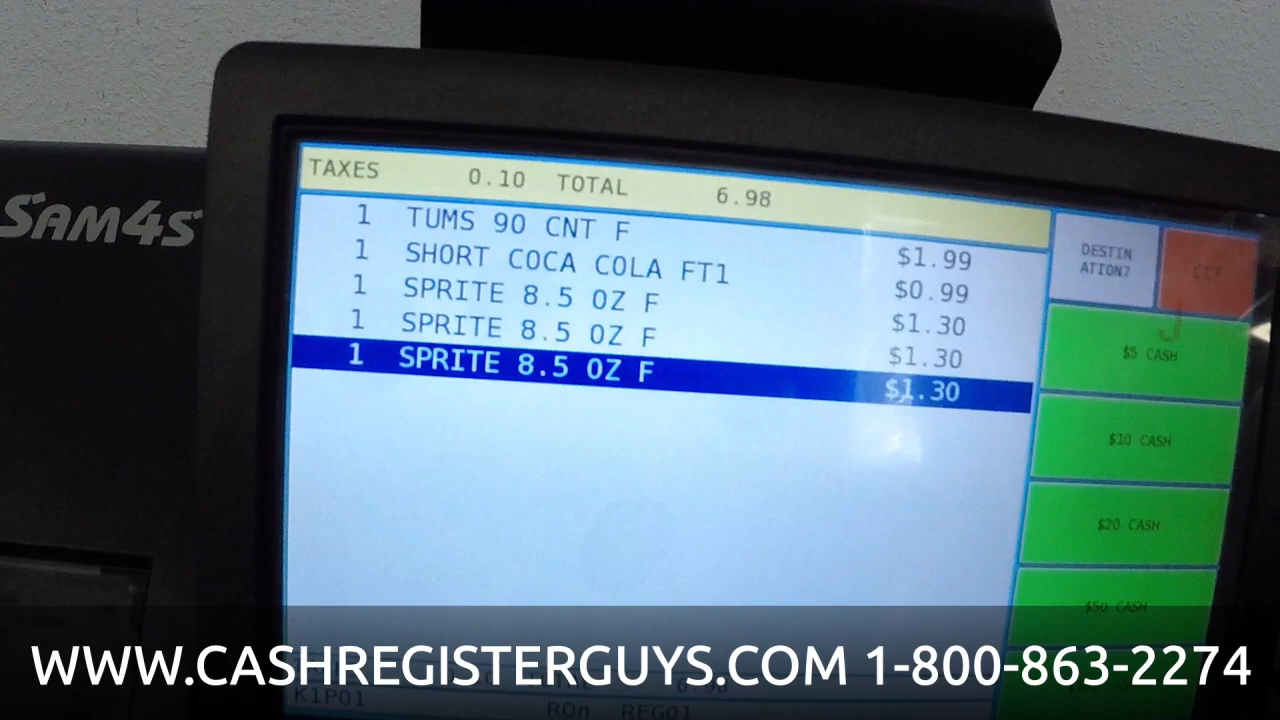 SAM4S
TAXES 0.10 TOTAL 6.98
1 TUMS 90 CNT F $1.99
1 SHORT COCA COLA FT1 $0.99
1 SPRITE 8.5 OZ F $1.30
1 SPRITE 8.5 OZ F $1.30
1 SPRITE 8.5 OZ F $1.30
DESTIN
ATION?
$5 CASH
$10 CASH
$20 CASH
$50 CASH
WWW.CASHREGISTERGUYS.COM 1-800-863-2274
6.98
K1P01 ROn REG01